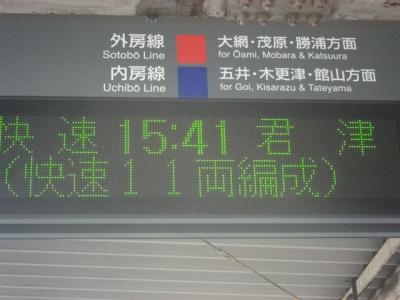 外房線 大網・茂原・勝浦方面
Sotobō Line for Ōami, Mobara & Katsuura
内房線 五井・木更津・館山方面
Uchibō Line for Goi, Kisarazu & Tateyama
快速 15:41 君津
(快速11両編成)